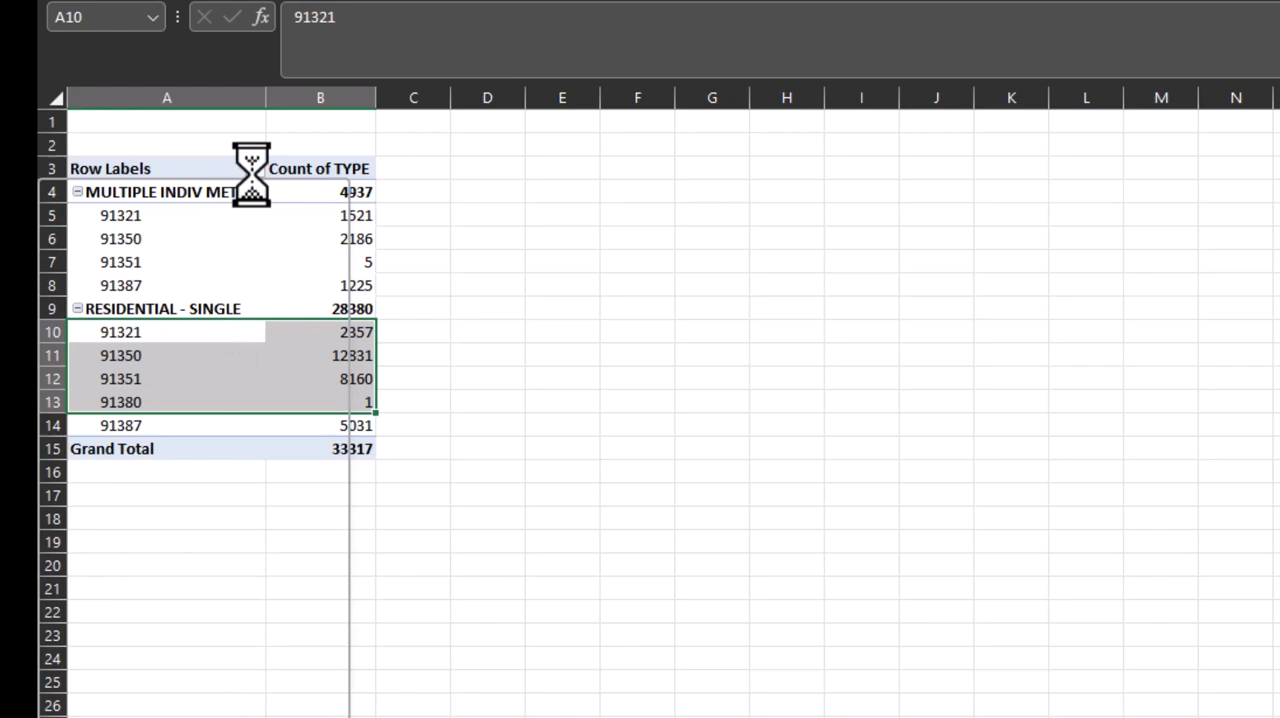 A10 fx 91321
A B C D E F G H I J K L M N
1
2
3 Row Labels Count of TYPE
4 MULTIPLE INDIV MET 4937
5 91321 1521
6 91350 2186
7 91351 5
8 91387 1225
9 RESIDENTIAL - SINGLE 28380
10 91321 2357
11 91350 12831
12 91351 8160
13 91380 1
14 91387 5031
15 Grand Total 33317
16
17
18
19
20
21
22
23
24
25
26